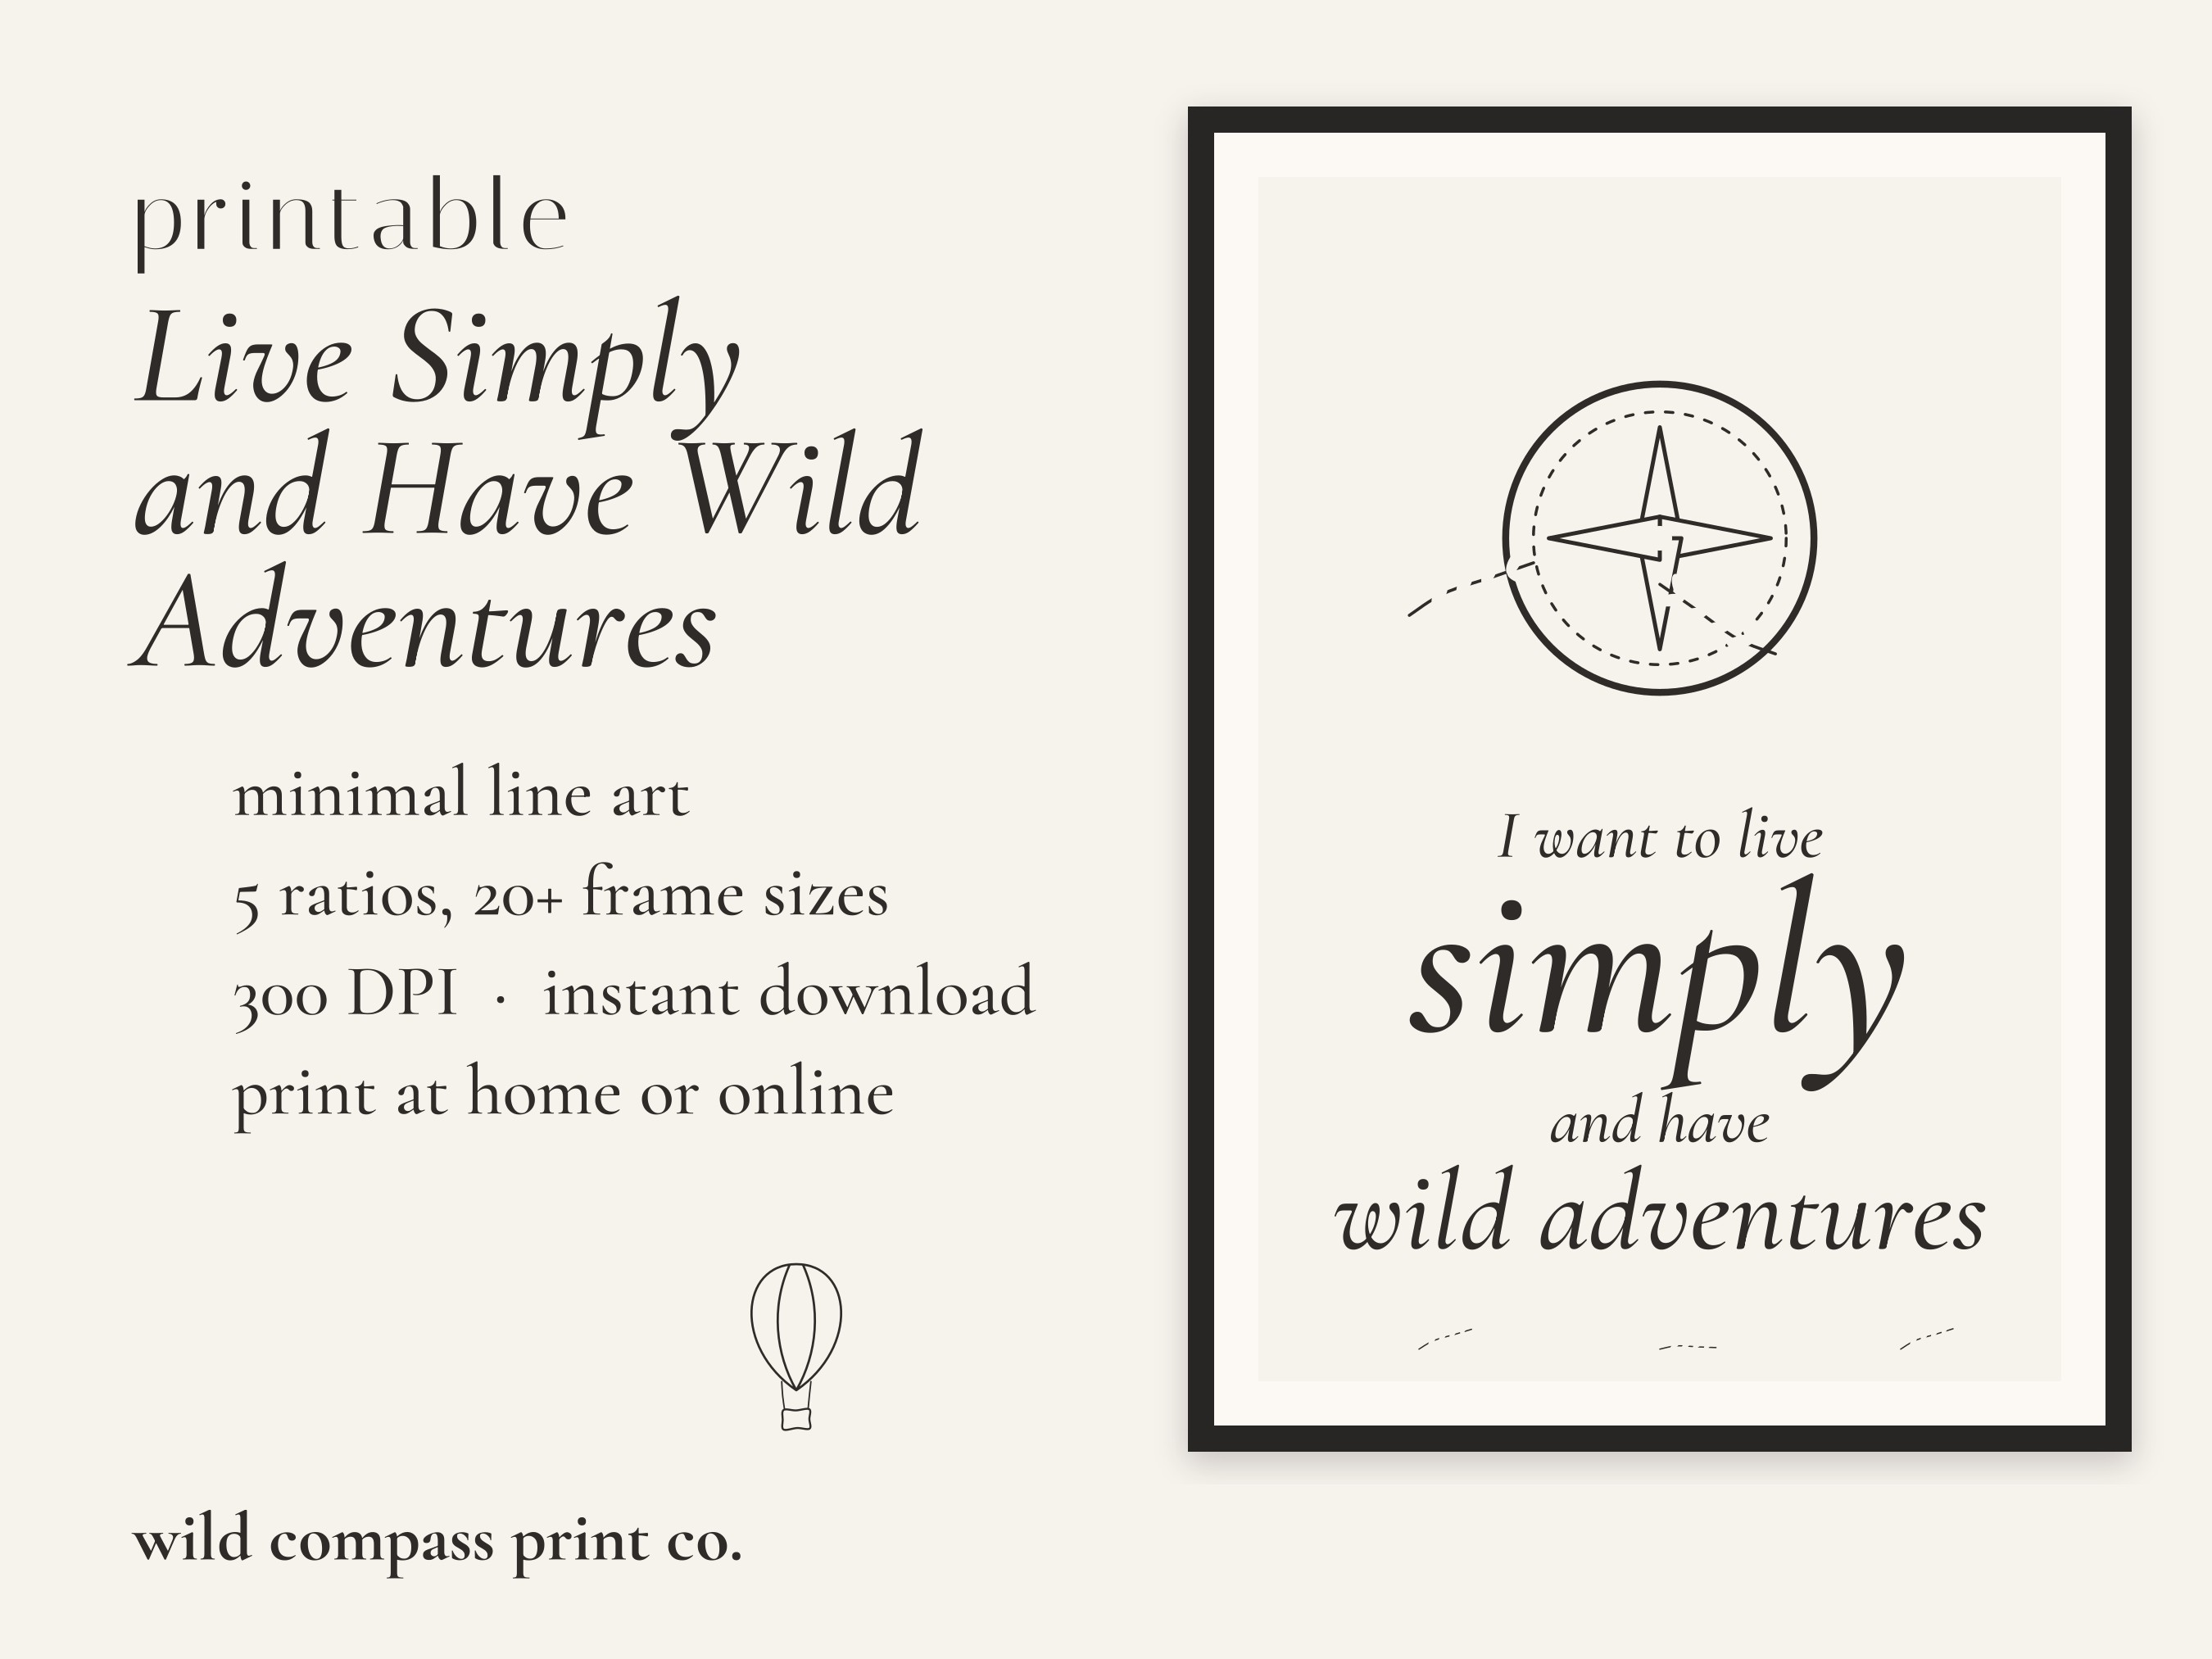 printable
Live Simply
and Have Wild
Adventures
minimal line art
5 ratios, 20+ frame sizes
300 DPI · instant download
print at home or online
wild compass print co.
I want to live
simply
and have
wild adventures